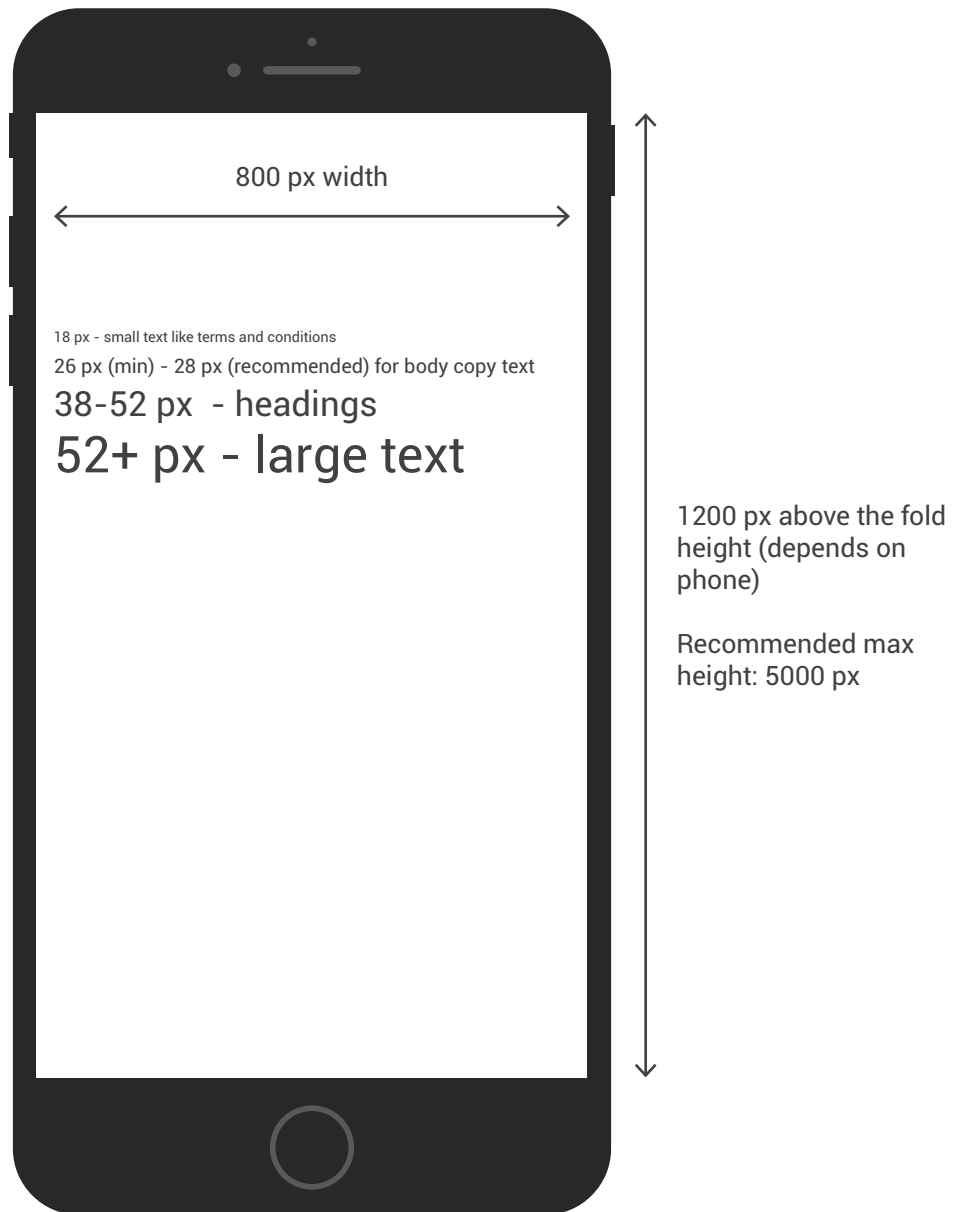 800 px width
18 px - small text like terms and conditions
26 px (min) - 28 px (recommended) for body copy text
38-52 px - headings
52+ px - large text
1200 px above the fold
height (depends on
phone)
Recommended max
height: 5000 px